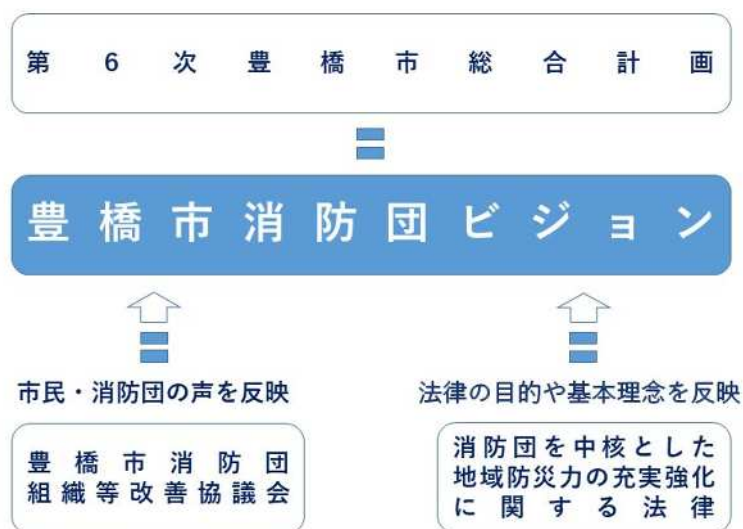 第6次豊橋市総合計画
豊橋市消防団ビジョン
市民・消防団の声を反映
法律の目的や基本理念を反映
豊橋市消防団
組織等改善協議会
消防団を中核とした
地域防災力の充実強化
に関する法律